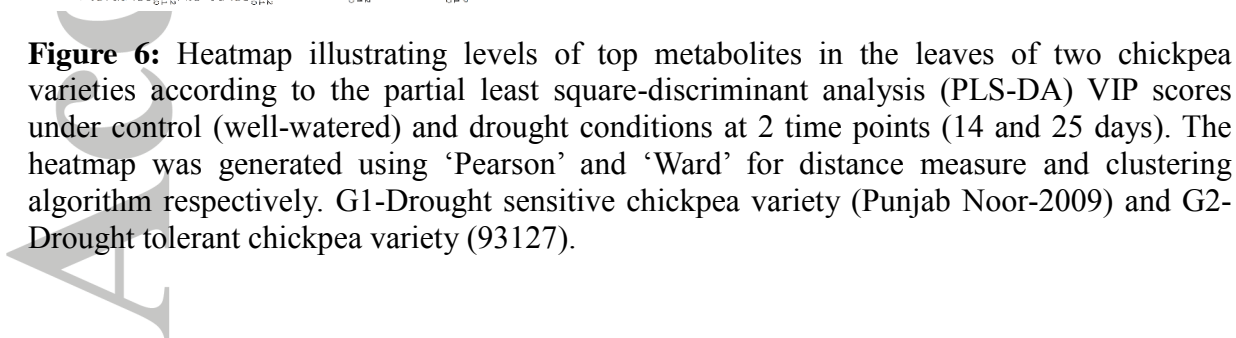 Figure 6: Heatmap illustrating levels of top metabolites in the leaves of two chickpea
varieties according to the partial least square-discriminant analysis (PLS-DA) VIP scores
under control (well-watered) and drought conditions at 2 time points (14 and 25 days). The
heatmap was generated using ‘Pearson’ and ‘Ward’ for distance measure and clustering
algorithm respectively. G1-Drought sensitive chickpea variety (Punjab Noor-2009) and G2-
Drought tolerant chickpea variety (93127).